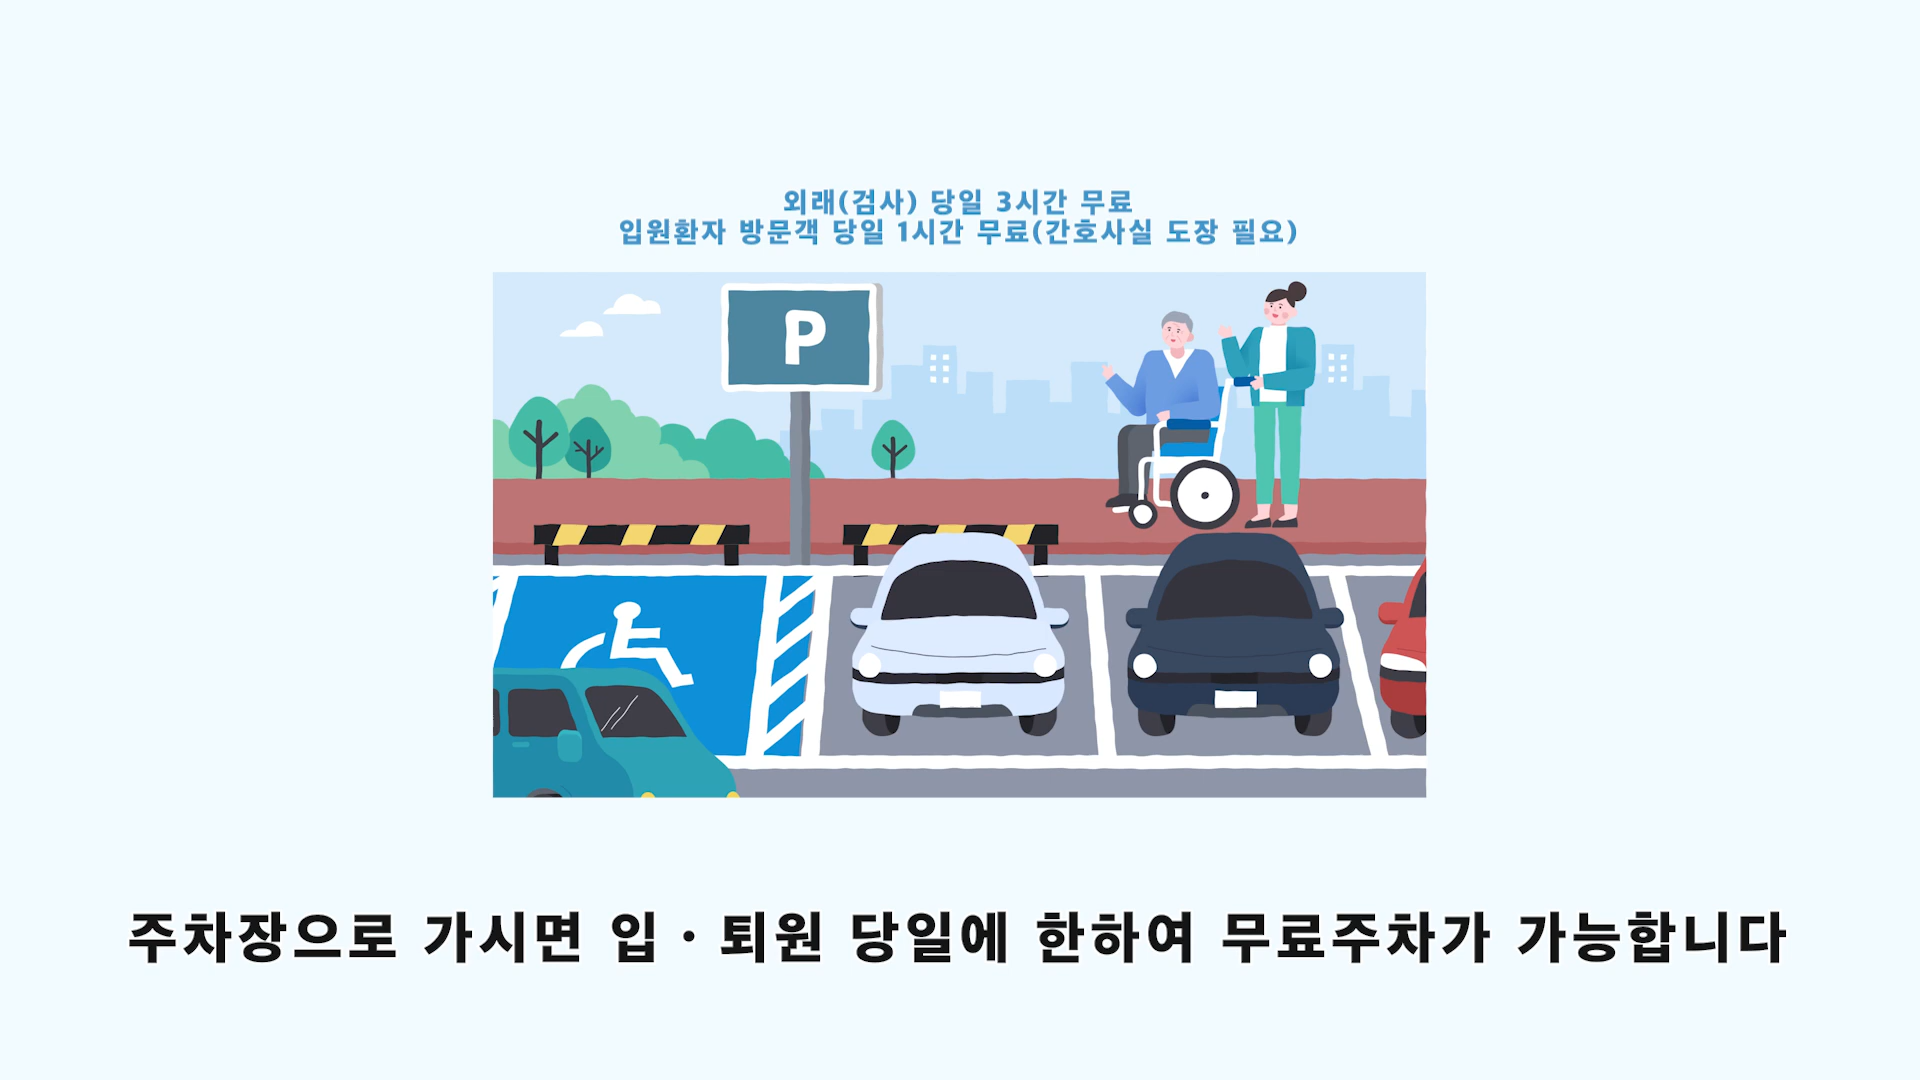 외래(검사) 당일 3시간 무료
입원환자 방문객 당일 1시간 무료(간호사실 도장 필요)
P
주차장으로 가시면 입·퇴원 당일에 한하여 무료주차가 가능합니다